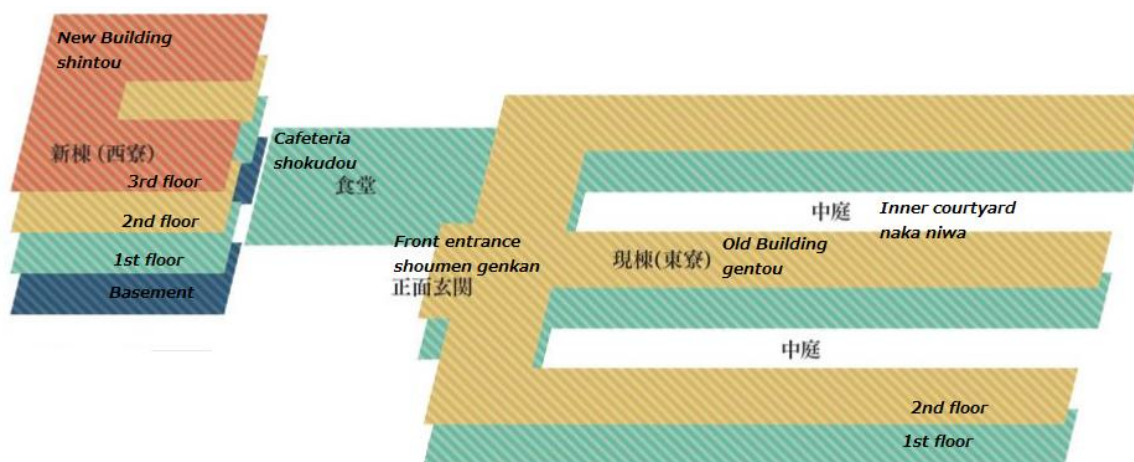 New Building
shintou
新棟（西寮）
3rd floor
2nd floor
1st floor
Basement
Cafeteria
shokudou
食堂
Front entrance
shoumen genkan
正面玄関
中庭
Inner courtyard
naka niwa
現棟(東寮)
Old Building
gentou
中庭
2nd floor
1st floor